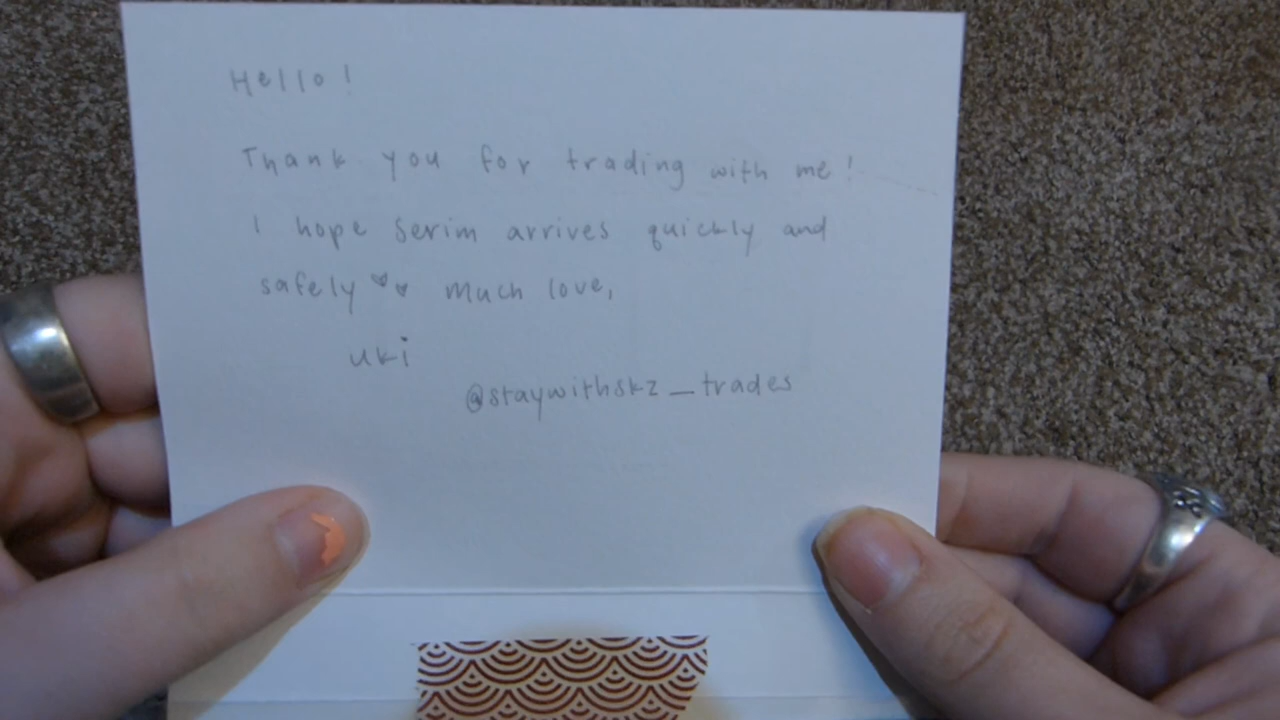 Hello!
Thank you for trading with me!
I hope Serim arrives quickly and
safely ♥♥ Much love,
uki
@staywithskz_trades